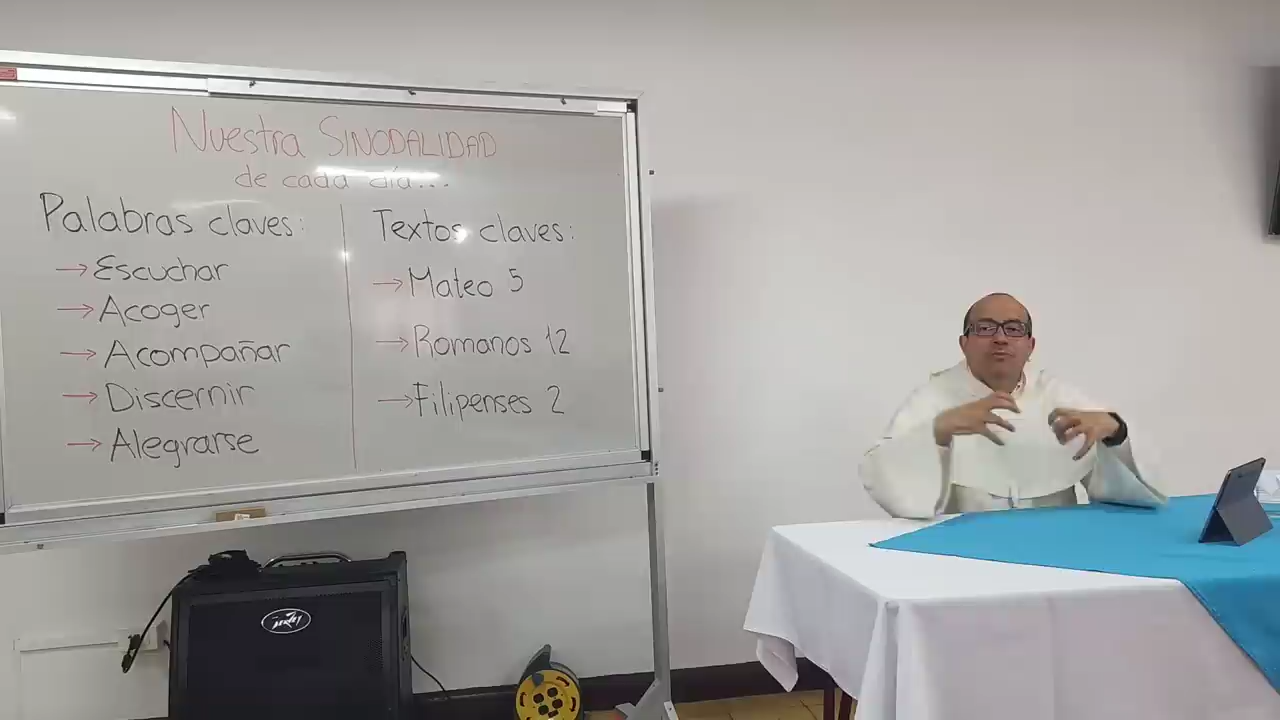 Nuestra SINODALIDAD
de cada día...
Palabras claves:
→Escuchar
→Acoger
→Acompañar
→Discernir
→Alegrarse
Textos claves:
→Mateo 5
→Romanos 12
→Filipenses 2